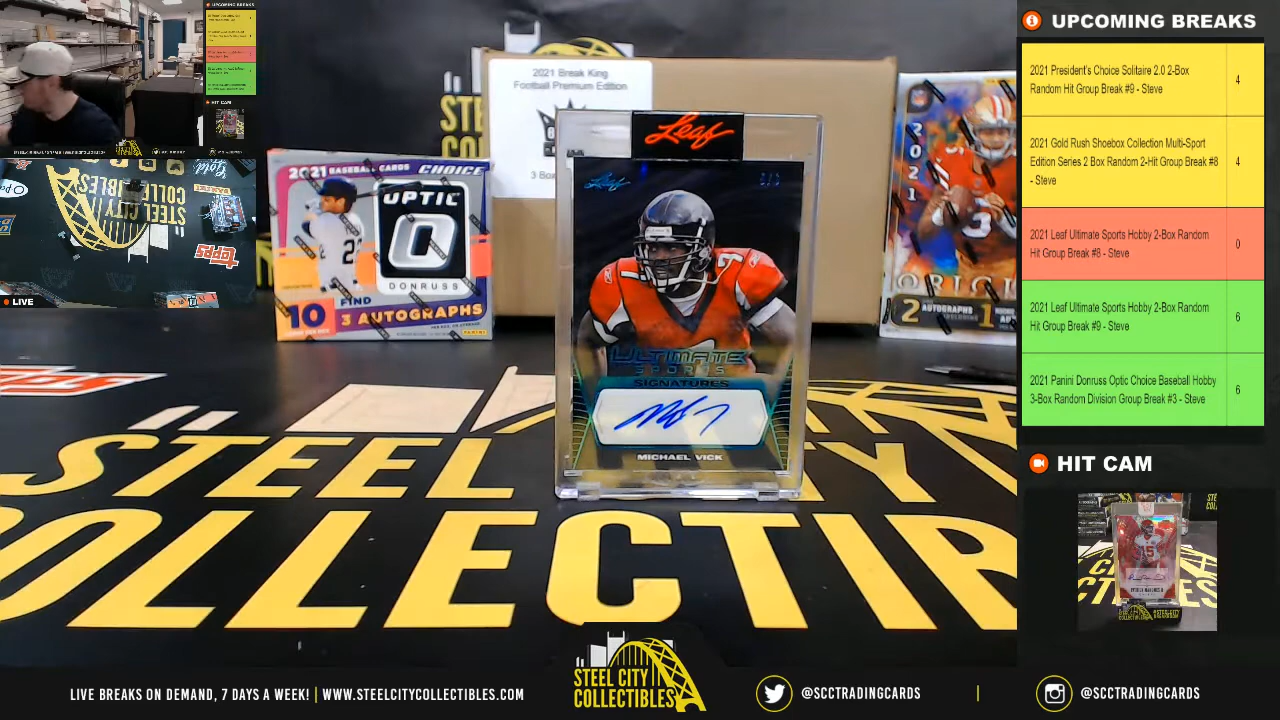 UPCOMING BREAKS
2021 President's Choice Solitaire 2.0 2-Box
Random Hit Group Break #9 - Steve
4
2021 Gold Rush Shoebox Collection Multi-Sport
Edition Series 2 Box Random 2-Hit Group Break #8
- Steve
4
2021 Leaf Ultimate Sports Hobby 2-Box Random
Hit Group Break #8 - Steve
0
2021 Leaf Ultimate Sports Hobby 2-Box Random
Hit Group Break #9 - Steve
6
2021 Panini Donruss Optic Choice Baseball Hobby
3-Box Random Division Group Break #3 - Steve
6
HIT CAM
LIVE
2021 Break King
Football Premium Edition
2021 BASEBALL CARDS CHOICE
OPTIC
DONRUSS
10
FIND
3 AUTOGRAPHS
Leaf
Leaf
ULTIMATE
SPORTS
SIGNATURES
MICHAEL VICK
2021
2 AUTOGRAPHS
1
STEEL CITY
COLLECTIB
LIVE BREAKS ON DEMAND, 7 DAYS A WEEK! | WWW.STEELCITYCOLLECTIBLES.COM
STEEL CITY
COLLECTIBLES
@SCCTRADINGCARDS | @SCCTRADINGCARDS